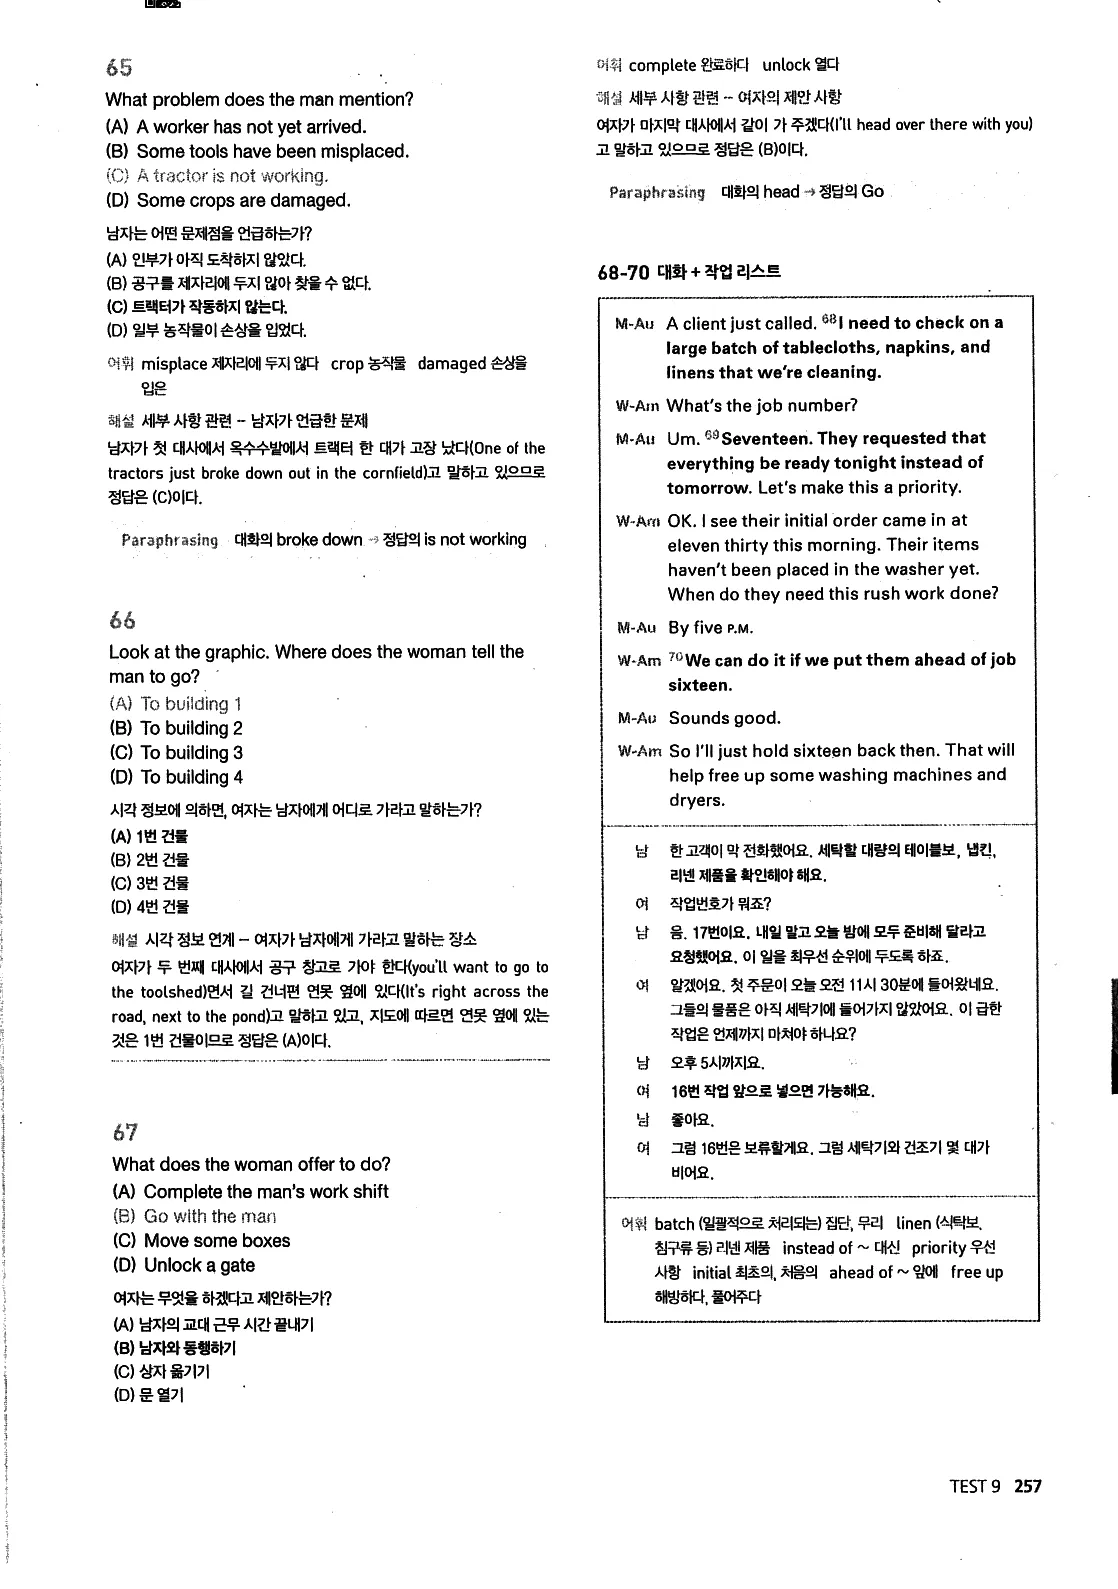 65
What problem does the man mention?
(A) A worker has not yet arrived.
(B) Some tools have been misplaced.
(C) A tractor is not working.
(D) Some crops are damaged.
남자는 어떤 문제점을 언급하는가?
(A) 인부가 아직 도착하지 않았다.
(B) 공구를 제자리에 두지 않아 찾을 수 없다.
(C) 트랙터가 작동하지 않는다.
(D) 일부 농작물이 손상을 입었다.
어휘 misplace 제자리에 두지 않다 crop 농작물 damaged 손상을
입은
해설 세부 사항 관련 – 남자가 언급한 문제
남자가 첫 대사에서 옥수수밭에서 트랙터 한 대가 고장 났다(One of the
tractors just broke down out in the cornfield)고 말하고 있으므로
정답은 (C)이다.
Paraphrasing 대화의 broke down → 정답의 is not working
66
Look at the graphic. Where does the woman tell the
man to go?
(A) To building 1
(B) To building 2
(C) To building 3
(D) To building 4
시각 정보에 의하면, 여자는 남자에게 어디로 가라고 말하는가?
(A) 1번 건물
(B) 2번 건물
(C) 3번 건물
(D) 4번 건물
해설 시각 정보 연계 – 여자가 남자에게 가라고 말하는 장소
여자가 두 번째 대사에서 공구 창고로 가야 한다(you'll want to go to
the toolshed)면서 길 건너편 연못 옆에 있다(It's right across the
road, next to the pond)고 말하고 있고, 지도에 따르면 연못 옆에 있는
것은 1번 건물이므로 정답은 (A)이다.
67
What does the woman offer to do?
(A) Complete the man's work shift
(B) Go with the man
(C) Move some boxes
(D) Unlock a gate
여자는 무엇을 하겠다고 제안하는가?
(A) 남자의 교대 근무 시간 끝내기
(B) 남자와 동행하기
(C) 상자 옮기기
(D) 문 열기
어휘 complete 완료하다 unlock 열다
해설 세부 사항 관련 – 여자의 제안 사항
여자가 마지막 대사에서 같이 가 주겠다(I'll head over there with you)
고 말하고 있으므로 정답은 (B)이다.
Paraphrasing 대화의 head → 정답의 Go
68-70 대화 + 작업 리스트
M-Au A client just called. 68I need to check on a
large batch of tablecloths, napkins, and
linens that we're cleaning.
W-Am What's the job number?
M-Au Um. 69Seventeen. They requested that
everything be ready tonight instead of
tomorrow. Let's make this a priority.
W-Am OK. I see their initial order came in at
eleven thirty this morning. Their items
haven't been placed in the washer yet.
When do they need this rush work done?
M-Au By five P.M.
W-Am 70We can do it if we put them ahead of job
sixteen.
M-Au Sounds good.
W-Am So I'll just hold sixteen back then. That will
help free up some washing machines and
dryers.
남 한 고객이 막 전화했어요. 세탁할 대량의 테이블보, 냅킨,
리넨 제품을 확인해야 해요.
여 작업번호가 뭐죠?
남 음. 17번이요. 내일 말고 오늘 밤에 모두 준비해 달라고
요청했어요. 이 일을 최우선 순위에 두도록 하죠.
여 알겠어요. 첫 주문이 오늘 오전 11시 30분에 들어왔네요.
그들의 물품은 아직 세탁기에 들어가지 않았어요. 이 급한
작업은 언제까지 마쳐야 하나요?
남 오후 5시까지요.
여 16번 작업 앞으로 넣으면 가능해요.
남 좋아요.
여 그럼 16번은 보류할게요. 그럼 세탁기와 건조기 몇 대가
비어요.
어휘 batch (일괄적으로 처리되는) 집단, 무리 linen (식탁보,
침구류 등) 리넨 제품 instead of ~ 대신 priority 우선
사항 initial 최초의, 처음의 ahead of ~ 앞에 free up
해방하다, 풀어주다
TEST 9 257